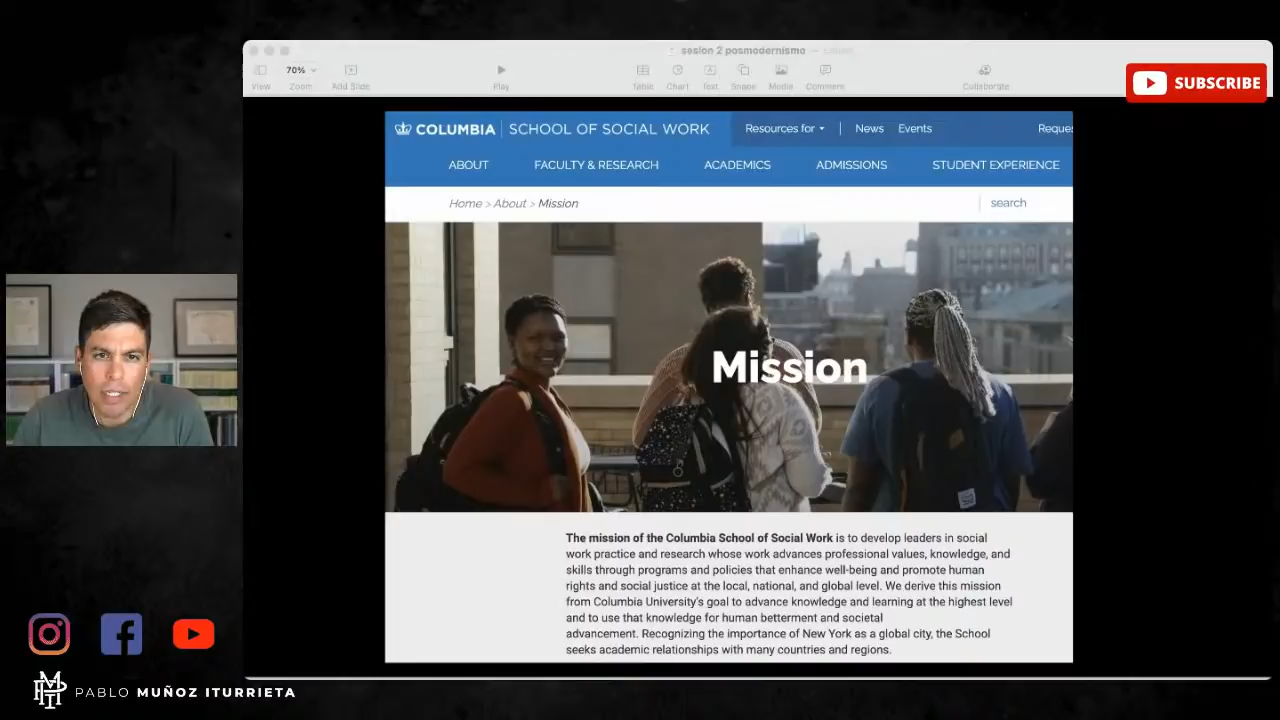 sesion 2 posmodernismo
70%
View
Zoom
Add Slide
Play
Table
Chart
Text
Shape
Media
Comment
Collaborate
SUBSCRIBE
COLUMBIA | SCHOOL OF SOCIAL WORK
Resources for
News
Events
Reque
ABOUT
FACULTY & RESEARCH
ACADEMICS
ADMISSIONS
STUDENT EXPERIENCE
Home > About > Mission
search
Mission
The mission of the Columbia School of Social Work is to develop leaders in social
work practice and research whose work advances professional values, knowledge, and
skills through programs and policies that enhance well-being and promote human
rights and social justice at the local, national, and global level. We derive this mission
from Columbia University's goal to advance knowledge and learning at the highest level
and to use that knowledge for human betterment and societal
advancement. Recognizing the importance of New York as a global city, the School
seeks academic relationships with many countries and regions.
PABLO MUÑOZ ITURRIETA